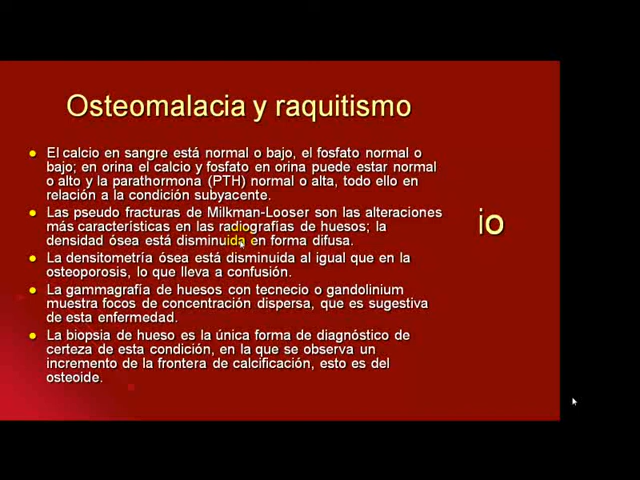 Osteomalacia y raquitismo
El calcio en sangre está normal o bajo, el fosfato normal o
bajo; en orina el calcio y fosfato en orina puede estar normal
o alto y la parathormona (PTH) normal o alta, todo ello en
relación a la condición subyacente.
Las pseudo fracturas de Milkman-Looser son las alteraciones
más características en las radiografías de huesos; la
densidad ósea está disminuida en forma difusa.
La densitometría ósea está disminuida al igual que en la
osteoporosis, lo que lleva a confusión.
La gammagrafía de huesos con tecnecio o gandolinium
muestra focos de concentración dispersa, que es sugestiva
de esta enfermedad.
La biopsia de hueso es la única forma de diagnóstico de
certeza de esta condición, en la que se observa un
incremento de la frontera de calcificación, esto es del
osteoide.
io